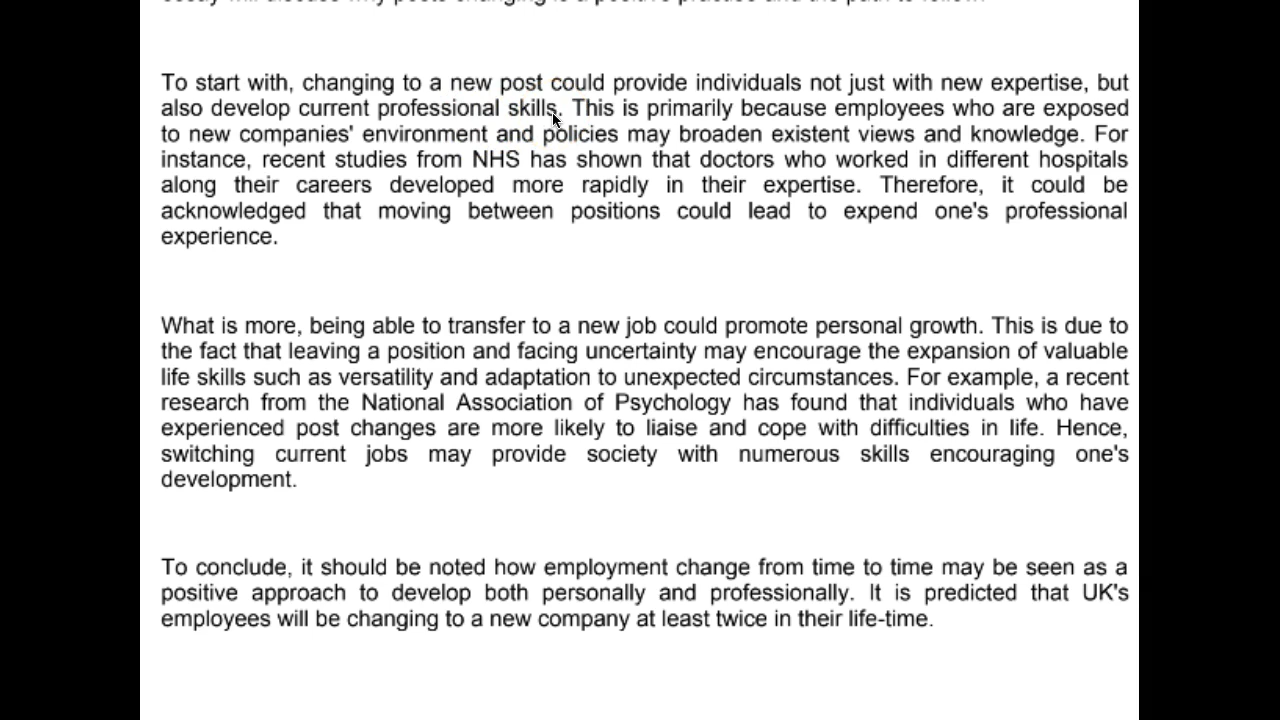 To start with, changing to a new post could provide individuals not just with new expertise, but
also develop current professional skills. This is primarily because employees who are exposed
to new companies' environment and policies may broaden existent views and knowledge. For
instance, recent studies from NHS has shown that doctors who worked in different hospitals
along their careers developed more rapidly in their expertise. Therefore, it could be
acknowledged that moving between positions could lead to expend one's professional
experience.
What is more, being able to transfer to a new job could promote personal growth. This is due to
the fact that leaving a position and facing uncertainty may encourage the expansion of valuable
life skills such as versatility and adaptation to unexpected circumstances. For example, a recent
research from the National Association of Psychology has found that individuals who have
experienced post changes are more likely to liaise and cope with difficulties in life. Hence,
switching current jobs may provide society with numerous skills encouraging one's
development.
To conclude, it should be noted how employment change from time to time may be seen as a
positive approach to develop both personally and professionally. It is predicted that UK's
employees will be changing to a new company at least twice in their life-time.